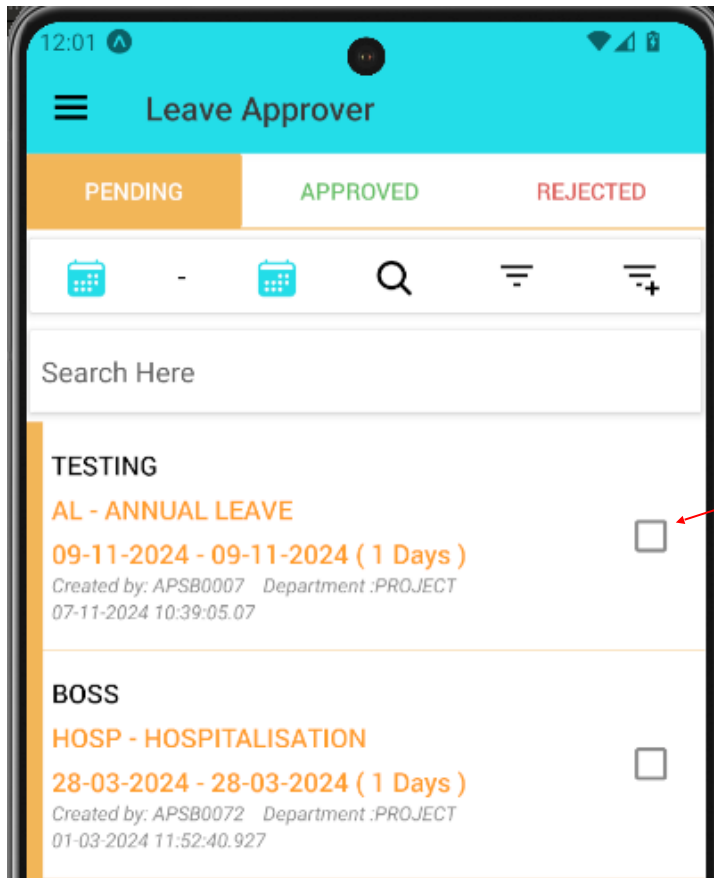 12:01
Leave Approver
PENDING APPROVED REJECTED
-
Search Here
TESTING
AL - ANNUAL LEAVE
09-11-2024 - 09-11-2024 ( 1 Days )
Created by: APSB0007 Department :PROJECT
07-11-2024 10:39:05.07
BOSS
HOSP - HOSPITALISATION
28-03-2024 - 28-03-2024 ( 1 Days )
Created by: APSB0072 Department :PROJECT
01-03-2024 11:52:40.927